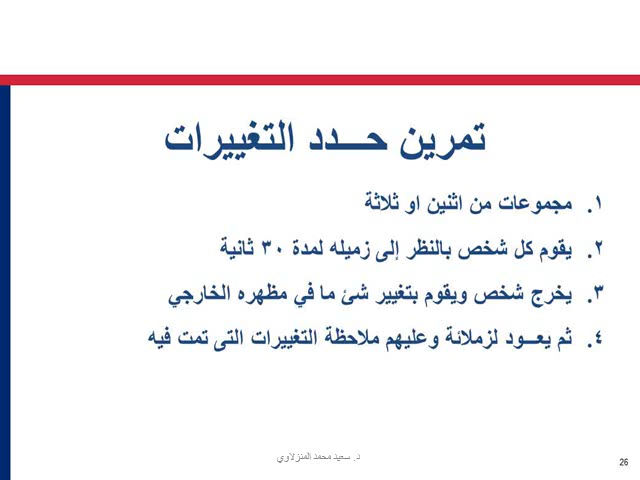 تمرين حـــدد التغييرات
١. مجموعات من اثنين او ثلاثة
٢. يقوم كل شخص بالنظر إلى زميله لمدة ٣٠ ثانية
٣. يخرج شخص ويقوم بتغيير شئ ما في مظهره الخارجي
٤. ثم يعـــود لزملائة وعليهم ملاحظة التغييرات التى تمت فيه
د. سعيد محمد المنزلاوي
26